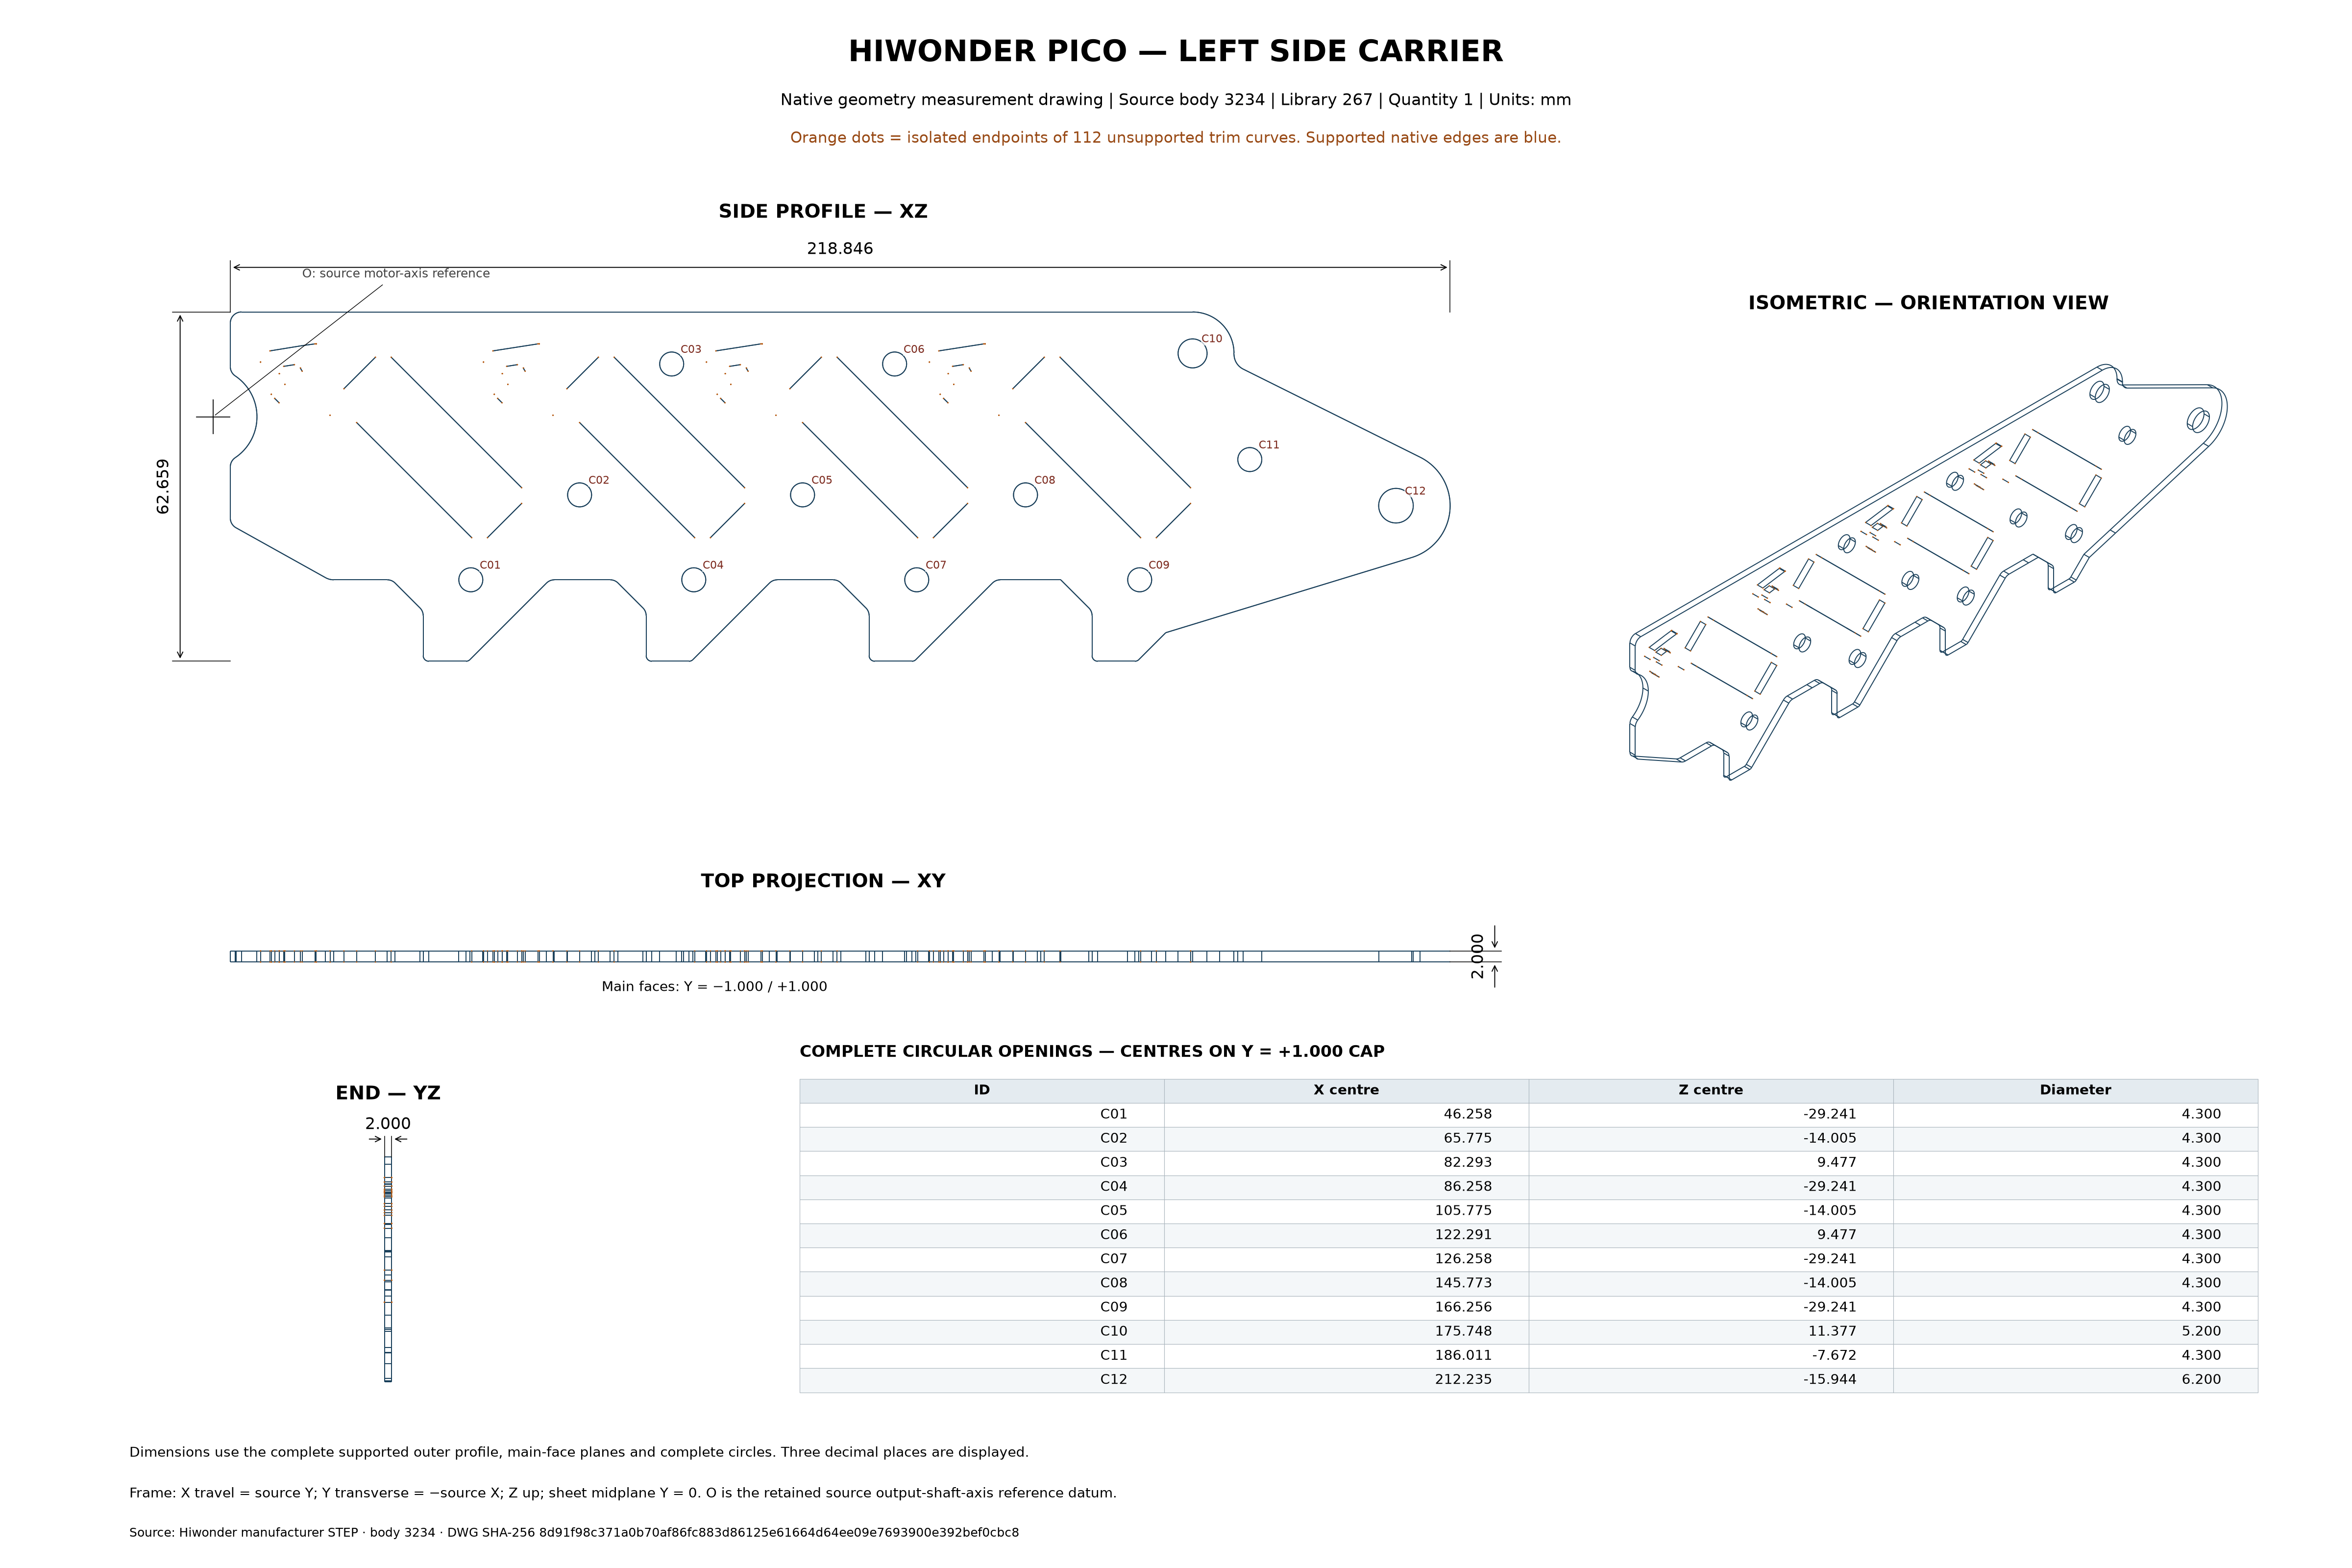 HIWONDER PICO — LEFT SIDE CARRIER
Native geometry measurement drawing | Source body 3234 | Library 267 | Quantity 1 | Units: mm
Orange dots = isolated endpoints of 112 unsupported trim curves. Supported native edges are blue.
SIDE PROFILE — XZ
218.846
O: source motor-axis reference
62.659
C03
C06
C10
C11
C02
C05
C08
C12
C01
C04
C07
C09
ISOMETRIC — ORIENTATION VIEW
TOP PROJECTION — XY
2.000
Main faces: Y = −1.000 / +1.000
END — YZ
2.000
COMPLETE CIRCULAR OPENINGS — CENTRES ON Y = +1.000 CAP
ID X centre Z centre Diameter
C01 46.258 -29.241 4.300
C02 65.775 -14.005 4.300
C03 82.293 9.477 4.300
C04 86.258 -29.241 4.300
C05 105.775 -14.005 4.300
C06 122.291 9.477 4.300
C07 126.258 -29.241 4.300
C08 145.773 -14.005 4.300
C09 166.256 -29.241 4.300
C10 175.748 11.377 5.200
C11 186.011 -7.672 4.300
C12 212.235 -15.944 6.200
Dimensions use the complete supported outer profile, main-face planes and complete circles. Three decimal places are displayed.
Frame: X travel = source Y; Y transverse = −source X; Z up; sheet midplane Y = 0. O is the retained source output-shaft-axis reference datum.
Source: Hiwonder manufacturer STEP · body 3234 · DWG SHA-256 8d91f98c371a0b70af86fc883d86125e61664d64ee09e7693900e392bef0cbc8